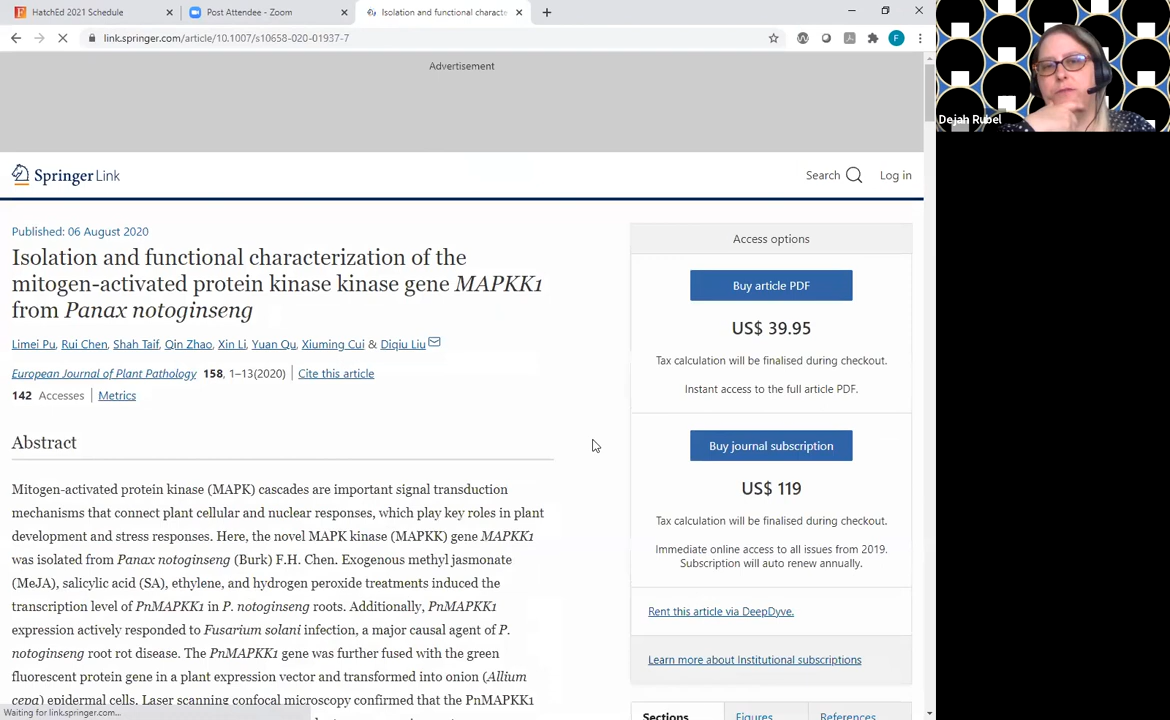 HatchEd 2021 Schedule
Post Attendee - Zoom
Isolation and functional characte
link.springer.com/article/10.1007/s10658-020-01937-7
F
Dejah Rubel
Advertisement
Springer Link
Search
Log in
Published: 06 August 2020
Isolation and functional characterization of the
mitogen-activated protein kinase kinase gene MAPKK1
from Panax notoginseng
Limei Pu, Rui Chen, Shah Taif, Qin Zhao, Xin Li, Yuan Qu, Xiuming Cui & Diqiu Liu
European Journal of Plant Pathology 158, 1–13(2020) | Cite this article
142 Accesses | Metrics
Abstract
Mitogen-activated protein kinase (MAPK) cascades are important signal transduction
mechanisms that connect plant cellular and nuclear responses, which play key roles in plant
development and stress responses. Here, the novel MAPK kinase (MAPKK) gene MAPKK1
was isolated from Panax notoginseng (Burk) F.H. Chen. Exogenous methyl jasmonate
(MeJA), salicylic acid (SA), ethylene, and hydrogen peroxide treatments induced the
transcription level of PnMAPKK1 in P. notoginseng roots. Additionally, PnMAPKK1
expression actively responded to Fusarium solani infection, a major causal agent of P.
notoginseng root rot disease. The PnMAPKK1 gene was further fused with the green
fluorescent protein gene in a plant expression vector and transformed into onion (Allium
cepa) epidermal cells. Laser scanning confocal microscopy confirmed that the PnMAPKK1
Access options
Buy article PDF
US$ 39.95
Tax calculation will be finalised during checkout.
Instant access to the full article PDF.
Buy journal subscription
US$ 119
Tax calculation will be finalised during checkout.
Immediate online access to all issues from 2019.
Subscription will auto renew annually.
Rent this article via DeepDyve.
Learn more about Institutional subscriptions
Sections
Figures
References
Waiting for link.springer.com...